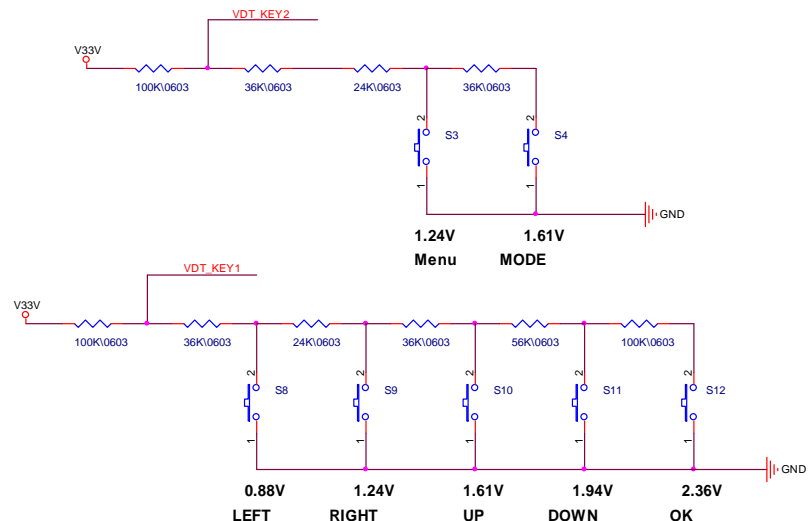 VDT_KEY2
V33V
100K\0603
36K\0603
24K\0603
36K\0603
2
S3
1
2
S4
1
GND
1.24V
1.61V
Menu
MODE
VDT_KEY1
V33V
100K\0603
36K\0603
24K\0603
36K\0603
56K\0603
100K\0603
2
S8
1
2
S9
1
2
S10
1
2
S11
1
2
S12
1
GND
0.88V
1.24V
1.61V
1.94V
2.36V
LEFT
RIGHT
UP
DOWN
OK